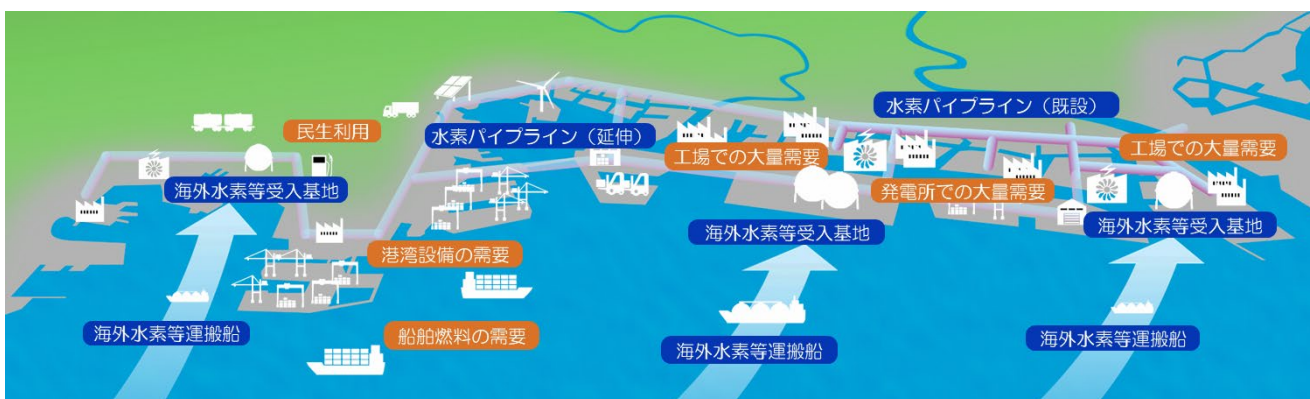 水素パイプライン（既設）
民生利用
水素パイプライン（延伸）
工場での大量需要
工場での大量需要
海外水素等受入基地
発電所での大量需要
海外水素等受入基地
海外水素等受入基地
港湾設備の需要
海外水素等運搬船
船舶燃料の需要
海外水素等運搬船
海外水素等運搬船